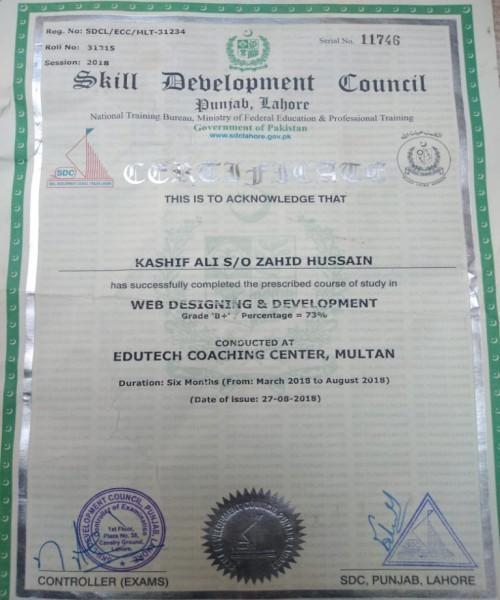 Reg. No: SDCL/ECC/MLT-31234
Serial No. 11746
Roll No: 31315
Session: 2018
Skill Development Council
Punjab, Lahore
National Training Bureau, Ministry of Federal Education & Professional Training
Government of Pakistan
www.sdclahore.gov.pk
SDC
CERTIFICATE
THIS IS TO ACKNOWLEDGE THAT
KASHIF ALI S/O ZAHID HUSSAIN
has successfully completed the prescribed course of study in
WEB DESIGNING & DEVELOPMENT
Grade 'B+' / Percentage = 73%
CONDUCTED AT
EDUTECH COACHING CENTER, MULTAN
Duration: Six Months (From: March 2018 to August 2018)
(Date of issue: 27-08-2018)
DEVELOPMENT COUNCIL, PUNJAB, LAHORE
Controller of Examination
1st Floor,
Plaza No. 38,
Cavalry Ground,
Lahore.
CONTROLLER (EXAMS)
SDC, PUNJAB, LAHORE